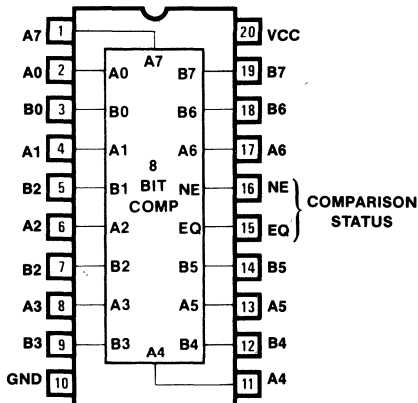 A7 1 20 VCC
A7
A0 2 A0 B7 19 B7
B0 3 B0 B6 18 B6
A1 4 A1 A6 17 A6
8
BIT
COMP
B2 5 B1 NE 16 NE
COMPARISON
STATUS
A2 6 A2 EQ 15 EQ
B2 7 B2 B5 14 B5
A3 8 A3 A5 13 A5
B3 9 B3 B4 12 B4
A4
GND 10 11 A4